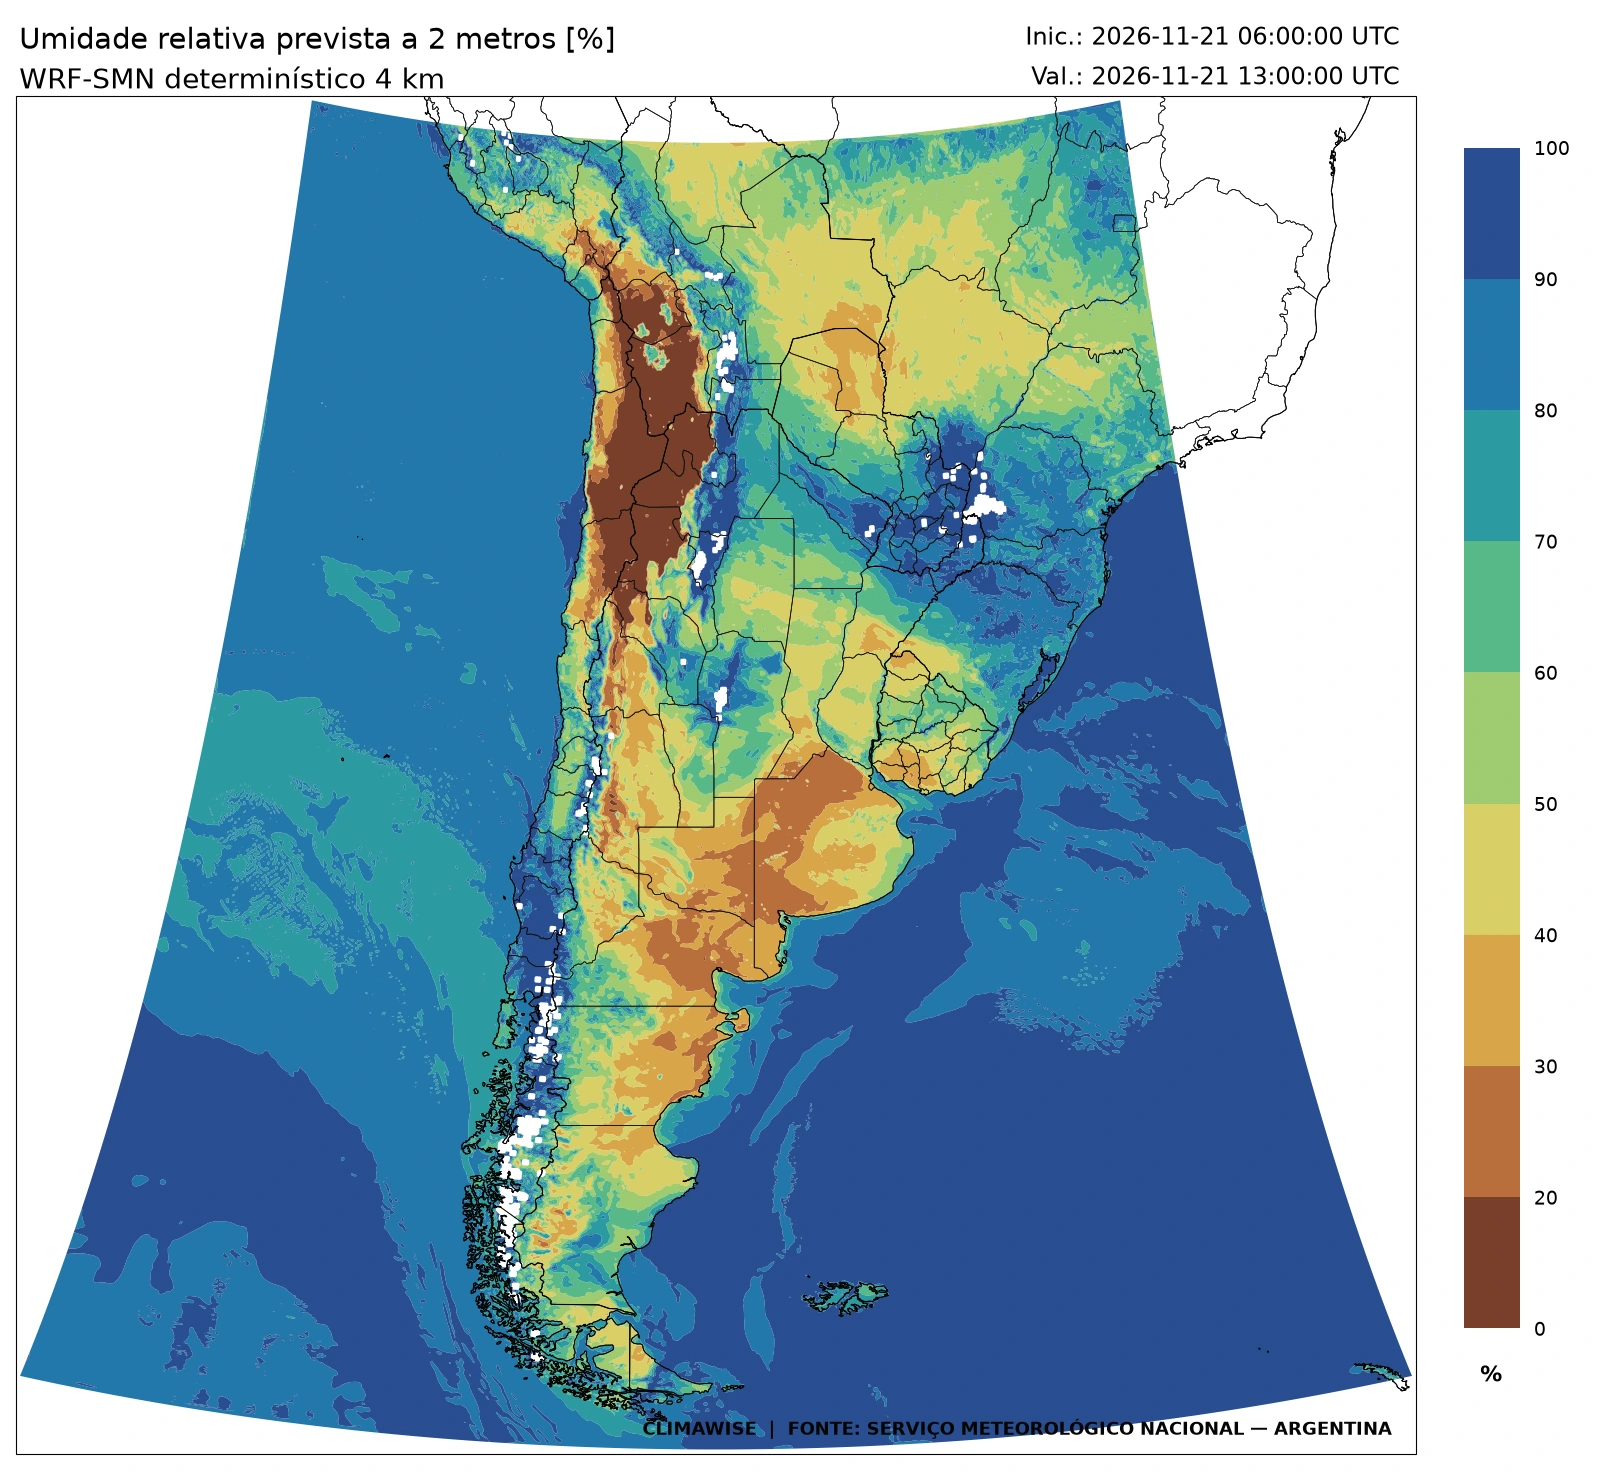 Umidade relativa prevista a 2 metros [%]
WRF-SMN determinístico 4 km
Inic.: 2026-11-21 06:00:00 UTC
Val.: 2026-11-21 13:00:00 UTC
100
90
80
70
60
50
40
30
20
0
%
CLIMAWISE | FONTE: SERVIÇO METEOROLÓGICO NACIONAL — ARGENTINA